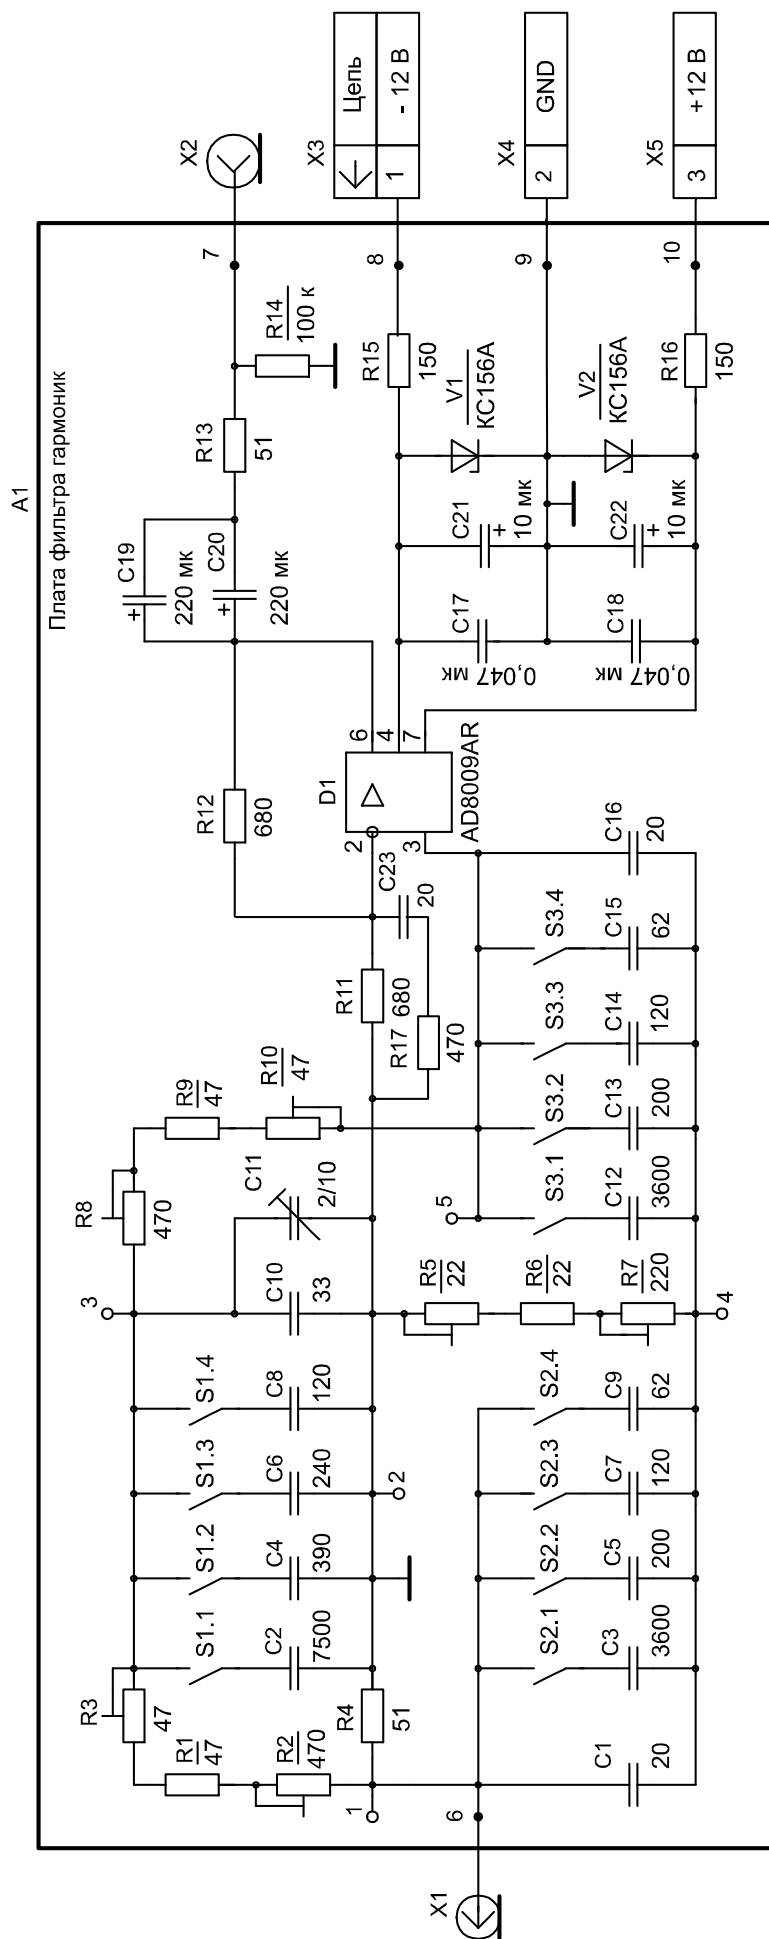 A1
Плата фильтра гармоник
X1
6
1
R1
47
R2
470
R3
47
R4
51
C1
20
S1.1
C2
7500
S1.2
C4
390
S1.3
C6
240
2
S1.4
C8
120
S2.1
C3
3600
S2.2
C5
200
S2.3
C7
120
S2.4
C9
62
3
C10
33
C11
2/10
R5
22
R6
22
R7
220
4
R8
470
R9
47
R10
47
5
S3.1
C12
3600
S3.2
C13
200
S3.3
C14
120
S3.4
C15
62
C16
20
R11
680
R17
470
C23
20
R12
680
D1
2
3
6
4
7
AD8009AR
C19
+
220 мк
C20
+
220 мк
R13
51
R14
100 к
7
X2
C17
0,047 мк
C18
0,047 мк
C21
+
10 мк
C22
+
10 мк
V1
КС156А
V2
КС156А
R15
150
R16
150
8
9
10
X3
Цепь
1
- 12 В
X4
2
GND
X5
3
+12 В